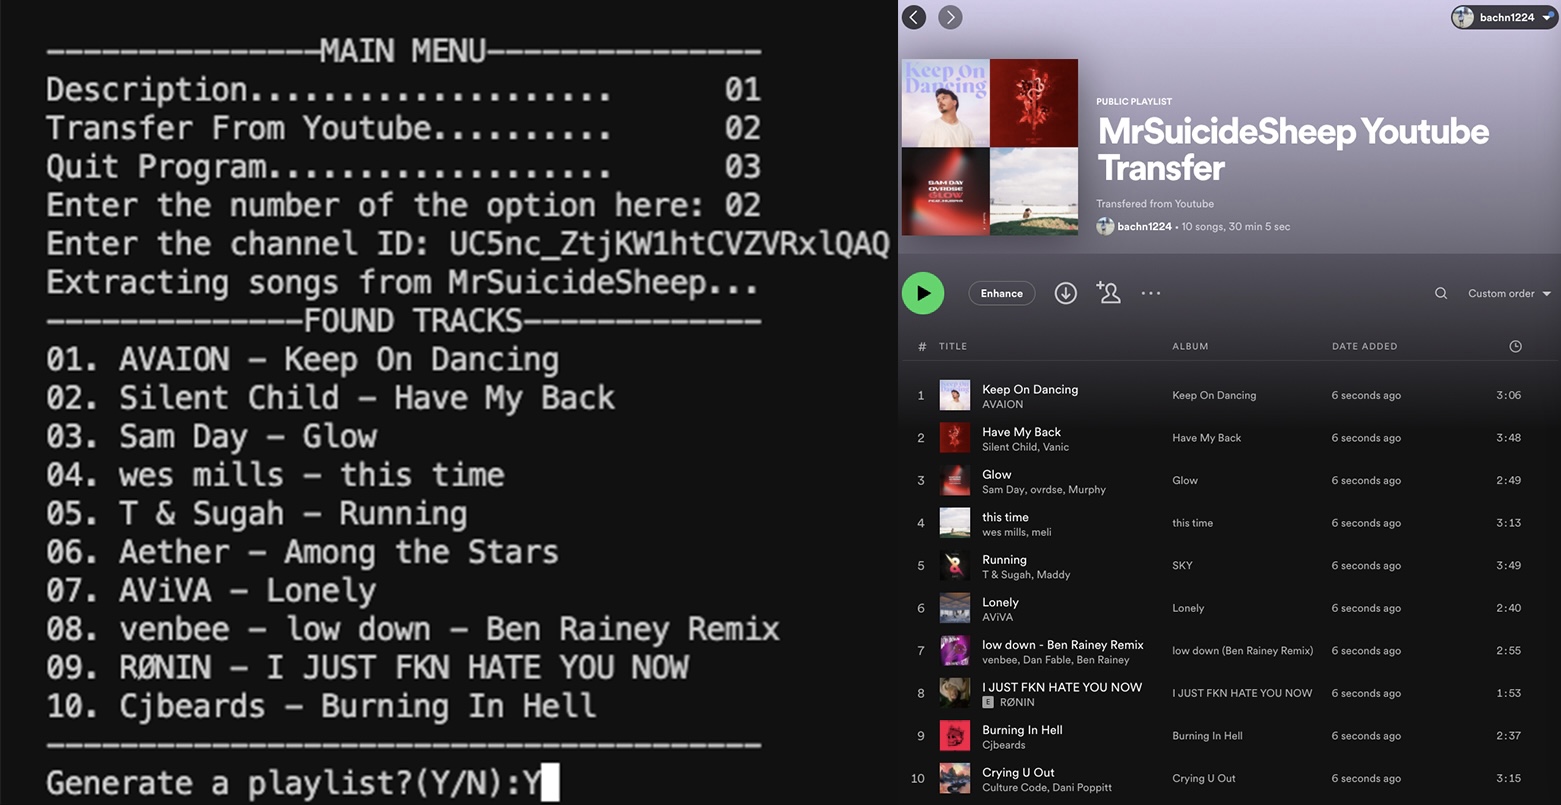 ---------------MAIN MENU---------------
Description.................... 01
Transfer From Youtube.......... 02
Quit Program................... 03
Enter the number of the option here: 02
Enter the channel ID: UC5nc_ZtjKW1htCVZVRxlQAQ
Extracting songs from MrSuicideSheep...
--------------FOUND TRACKS-------------
01. AVAION – Keep On Dancing
02. Silent Child – Have My Back
03. Sam Day – Glow
04. wes mills – this time
05. T & Sugah – Running
06. Aether – Among the Stars
07. AViVA – Lonely
08. venbee – low down – Ben Rainey Remix
09. RØNIN – I JUST FKN HATE YOU NOW
10. Cjbeards – Burning In Hell
---------------------------------------
Generate a playlist?(Y/N):Y
bachn1224
Keep On
Dancing
SAM DAY
OVRDSE
GLOW
PUBLIC PLAYLIST
MrSuicideSheep Youtube
Transfer
Transfered from Youtube
bachn1224 • 10 songs, 30 min 5 sec
Enhance
Custom order
# TITLE ALBUM DATE ADDED
1 Keep On Dancing Keep On Dancing 6 seconds ago 3:06
AVAION
2 Have My Back Have My Back 6 seconds ago 3:48
Silent Child, Vanic
3 Glow Glow 6 seconds ago 2:49
Sam Day, ovrdse, Murphy
4 this time this time 6 seconds ago 3:13
wes mills, meli
5 Running SKY 6 seconds ago 3:49
T & Sugah, Maddy
6 Lonely Lonely 6 seconds ago 2:40
AViVA
7 low down - Ben Rainey Remix low down (Ben Rainey Remix) 6 seconds ago 2:55
venbee, Dan Fable, Ben Rainey
8 I JUST FKN HATE YOU NOW I JUST FKN HATE YOU NOW 6 seconds ago 1:53
E RØNIN
9 Burning In Hell Burning In Hell 6 seconds ago 2:37
Cjbeards
10 Crying U Out Crying U Out 6 seconds ago 3:15
Culture Code, Dani Poppitt